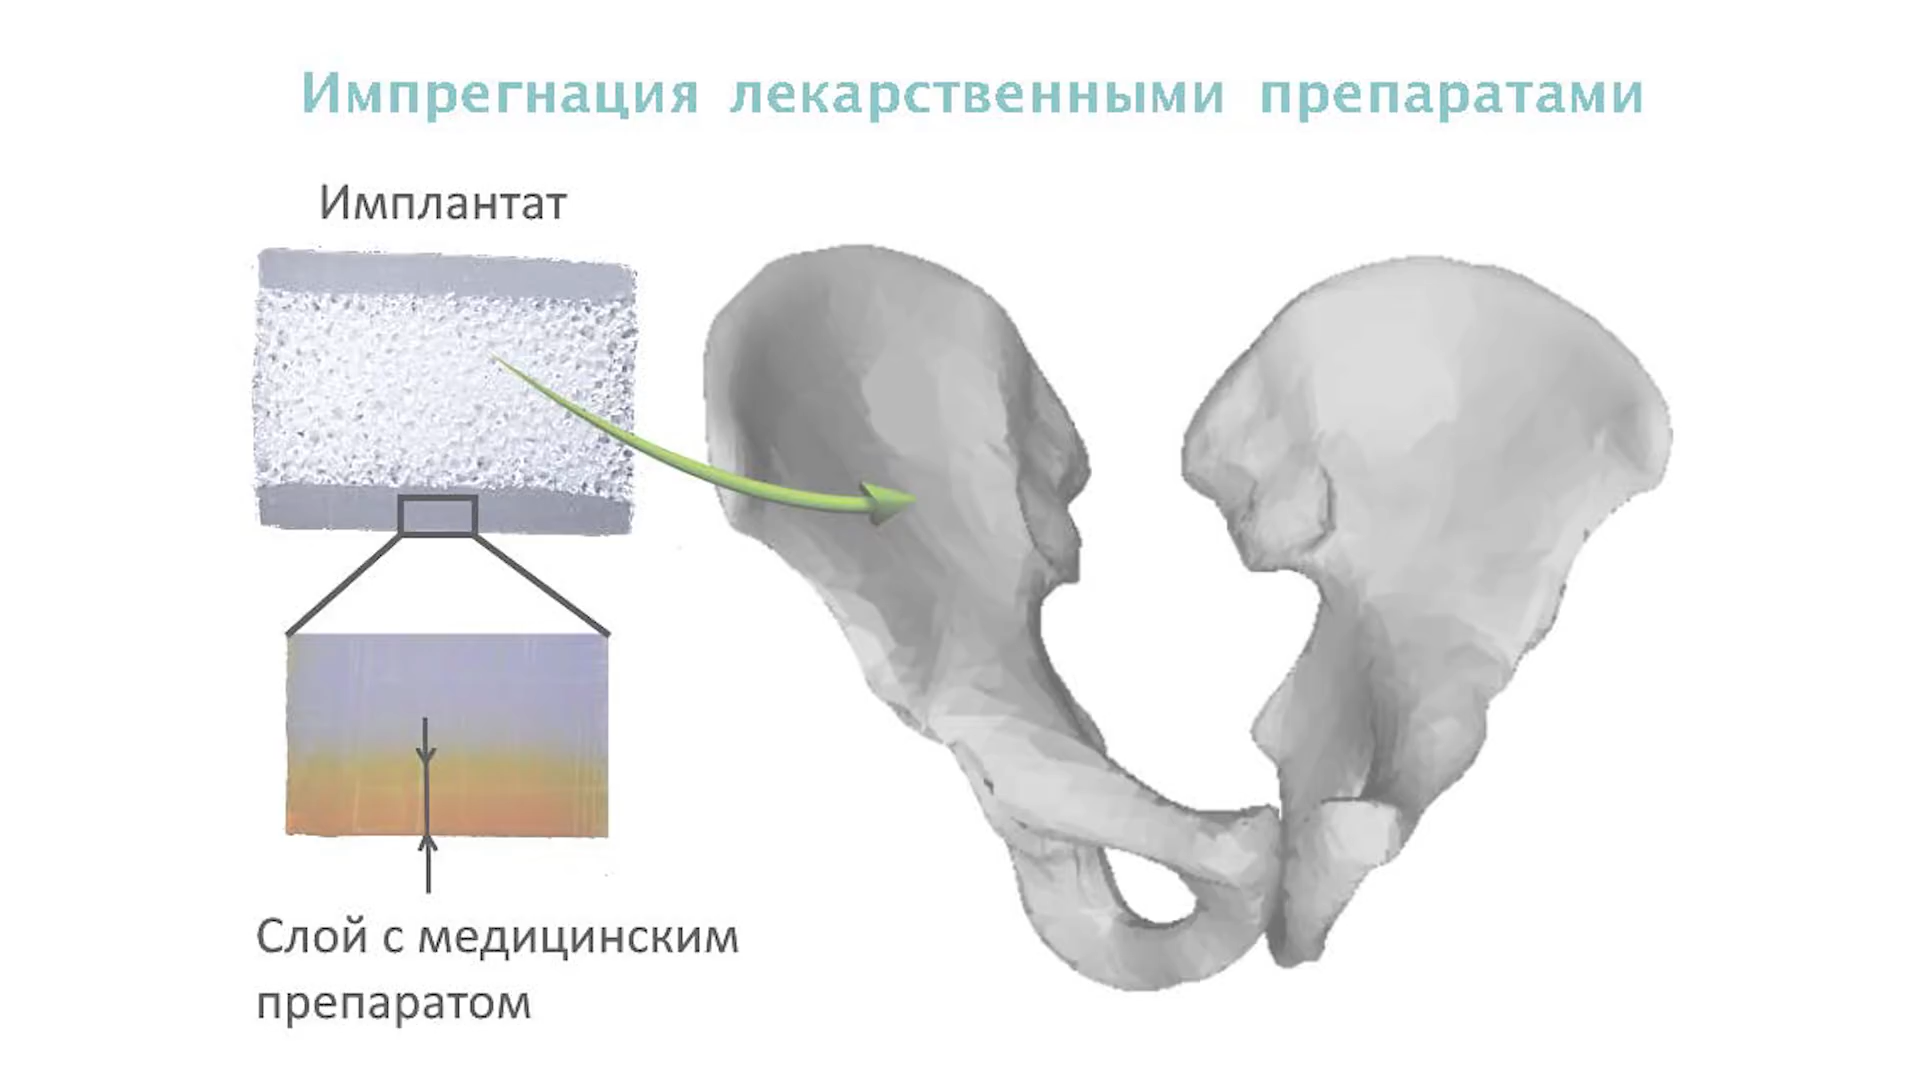 Импрегнация лекарственными препаратами
Имплантат
Слой с медицинским
препаратом